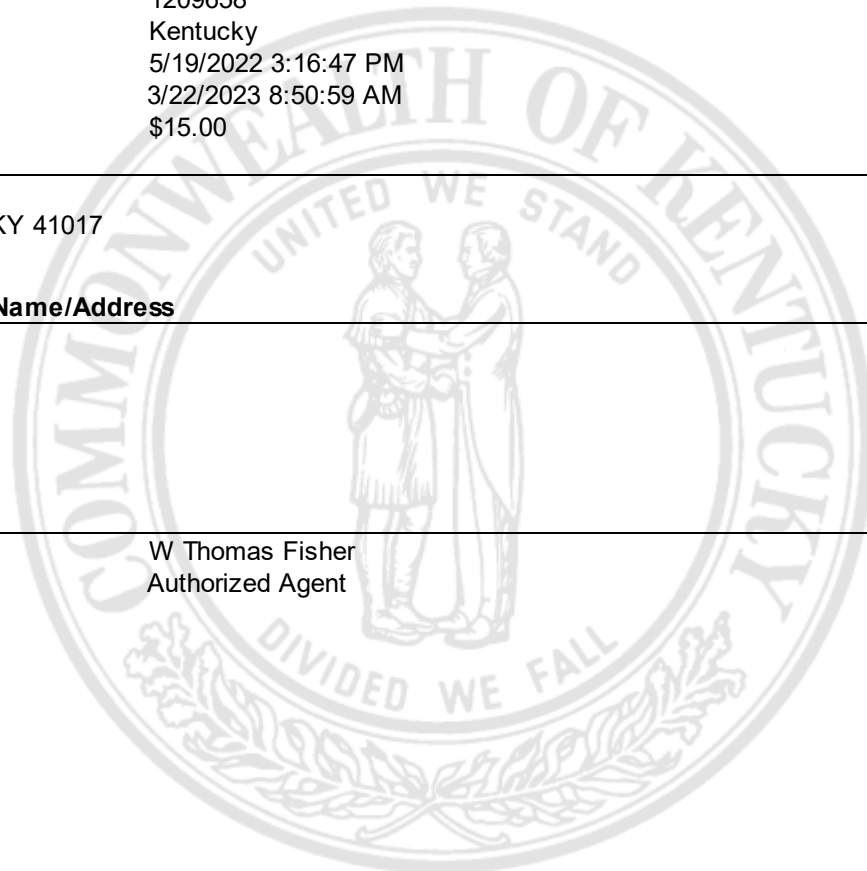 1209658
Kentucky
5/19/2022 3:16:47 PM
3/22/2023 8:50:59 AM
$15.00
KY 41017
Name/Address
W Thomas Fisher
Authorized Agent
COMMONWEALTH OF KENTUCKY
UNITED WE STAND
DIVIDED WE FALL